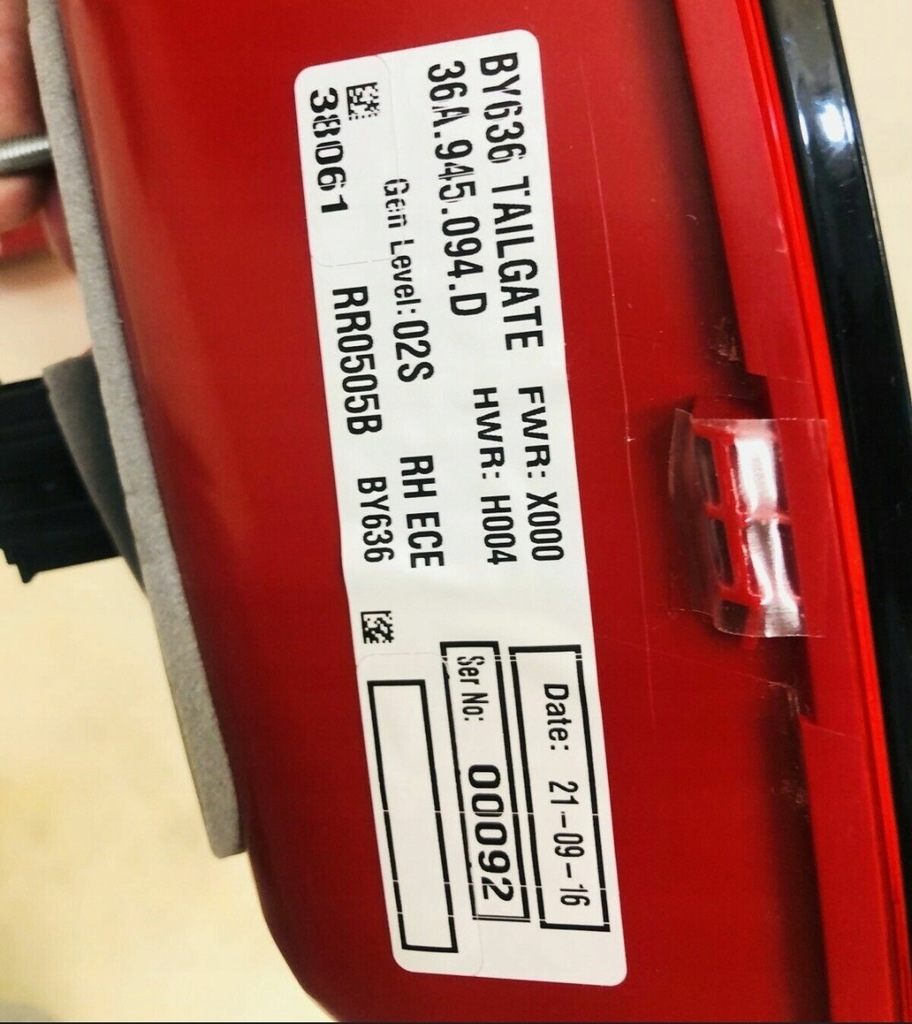 BY636 TAILGATE FWR: X000
36A.945.094.D HWR: H004
Gen Level: 02S RH ECE
38061 RR0505B BY636
Date: 21-09-16
Ser No: 00092